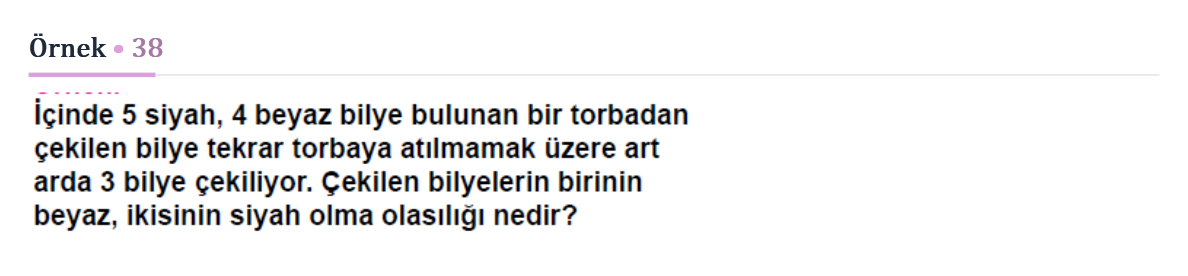 Örnek • 38
İçinde 5 siyah, 4 beyaz bilye bulunan bir torbadan
çekilen bilye tekrar torbaya atılmamak üzere art
arda 3 bilye çekiliyor. Çekilen bilyelerin birinin
beyaz, ikisinin siyah olma olasılığı nedir?